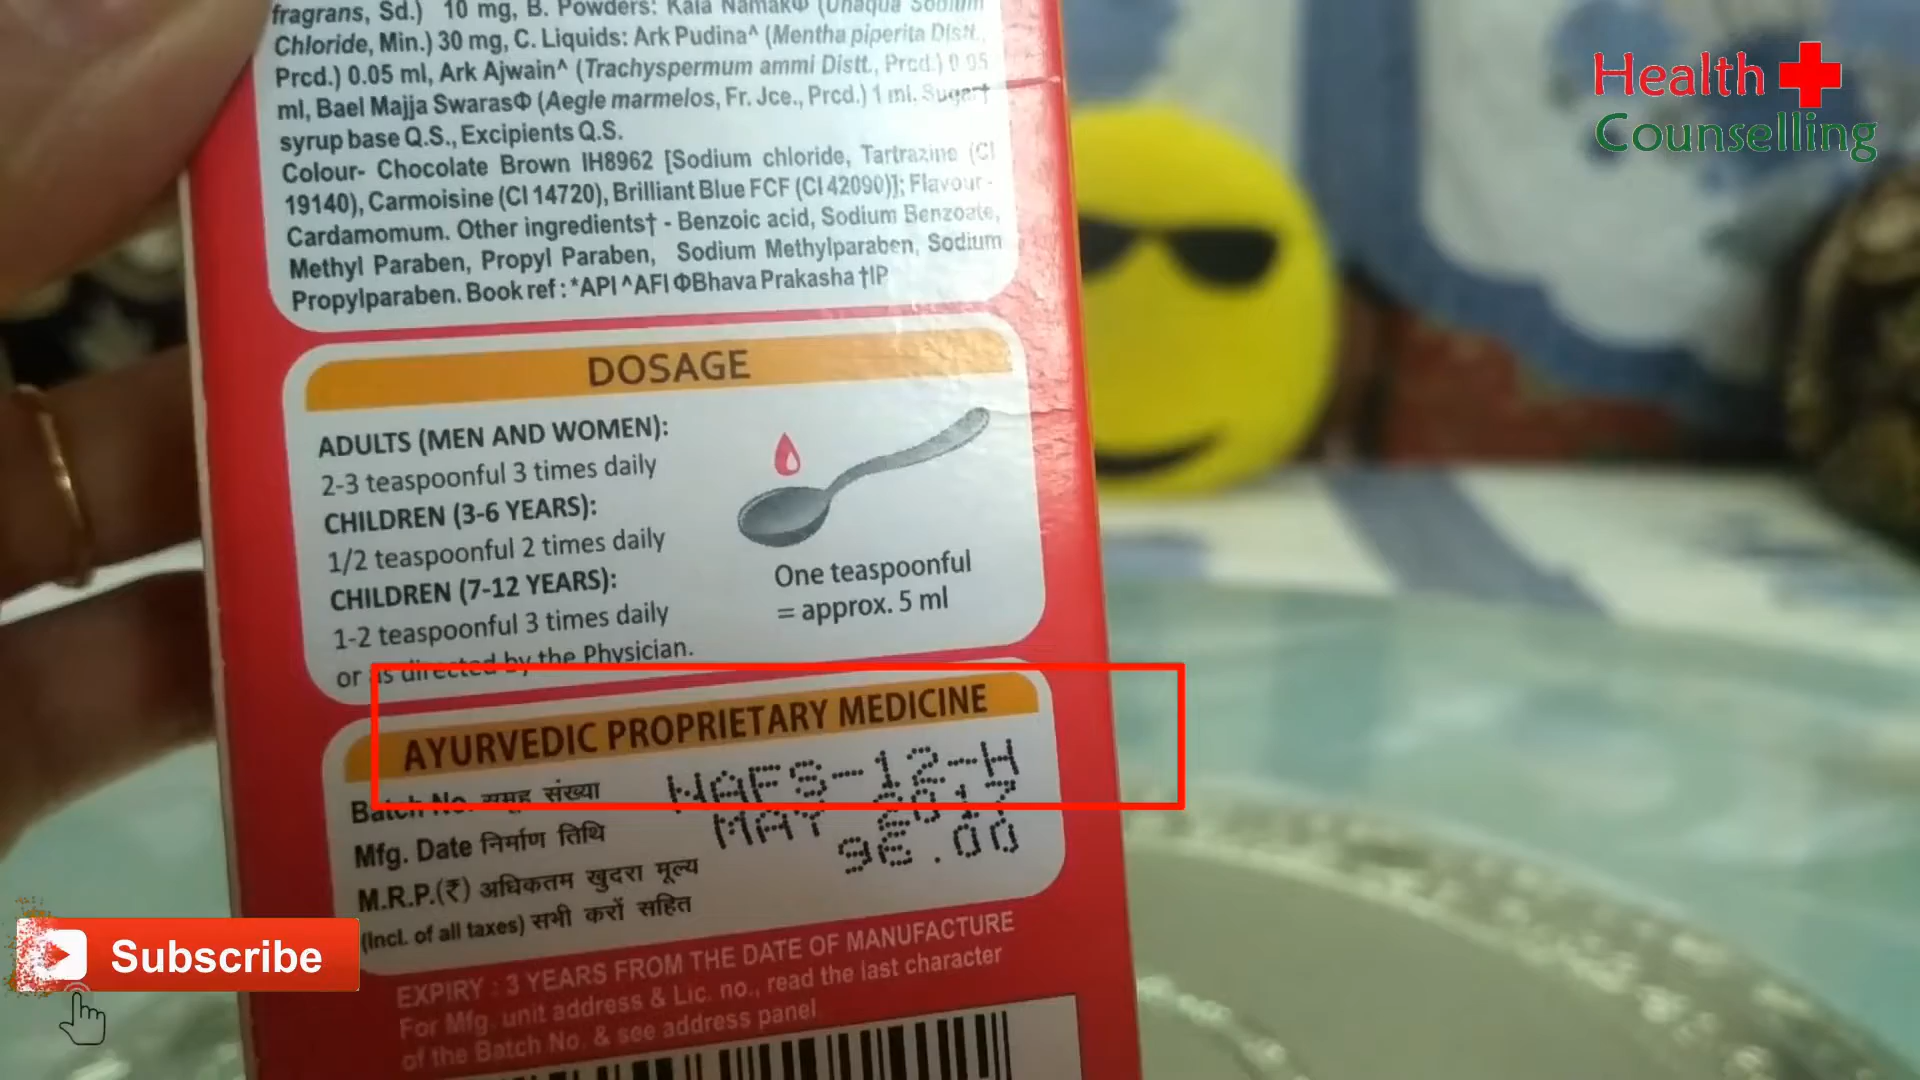 fragrans, Sd.) 10 mg, B. Powders: Kala NamakΦ (Unaqua Sodium
Chloride, Min.) 30 mg, C. Liquids: Ark Pudina^ (Mentha piperita Distt.,
Prcd.) 0.05 ml, Ark Ajwain^ (Trachyspermum ammi Distt., Prcd.) 0.05
ml, Bael Majja SwarasΦ (Aegle marmelos, Fr. Jce., Prcd.) 1 ml, Sugar†
syrup base Q.S., Excipients Q.S.
Colour- Chocolate Brown IH8962 [Sodium chloride, Tartrazine (CI
19140), Carmoisine (CI 14720), Brilliant Blue FCF (CI 42090)]; Flavour -
Cardamomum. Other ingredients† - Benzoic acid, Sodium Benzoate,
Methyl Paraben, Propyl Paraben, Sodium Methylparaben, Sodium
Propylparaben. Book ref : *API ^AFI ΦBhava Prakasha †IP
DOSAGE
ADULTS (MEN AND WOMEN):
2-3 teaspoonful 3 times daily
CHILDREN (3-6 YEARS):
1/2 teaspoonful 2 times daily
CHILDREN (7-12 YEARS):
1-2 teaspoonful 3 times daily
or as directed by the Physician.
One teaspoonful
= approx. 5 ml
AYURVEDIC PROPRIETARY MEDICINE
Batch No. समूह संख्या -12-H
Mfg. Date निर्माण तिथि MAY 2017
M.R.P.(₹) अधिकतम खुदरा मूल्य .00
(Incl. of all taxes) सभी करों सहित
EXPIRY : 3 YEARS FROM THE DATE OF MANUFACTURE
For Mfg. unit address & Lic. no., read the last character
of the Batch No. & see address panel
Health
Counselling
Subscribe